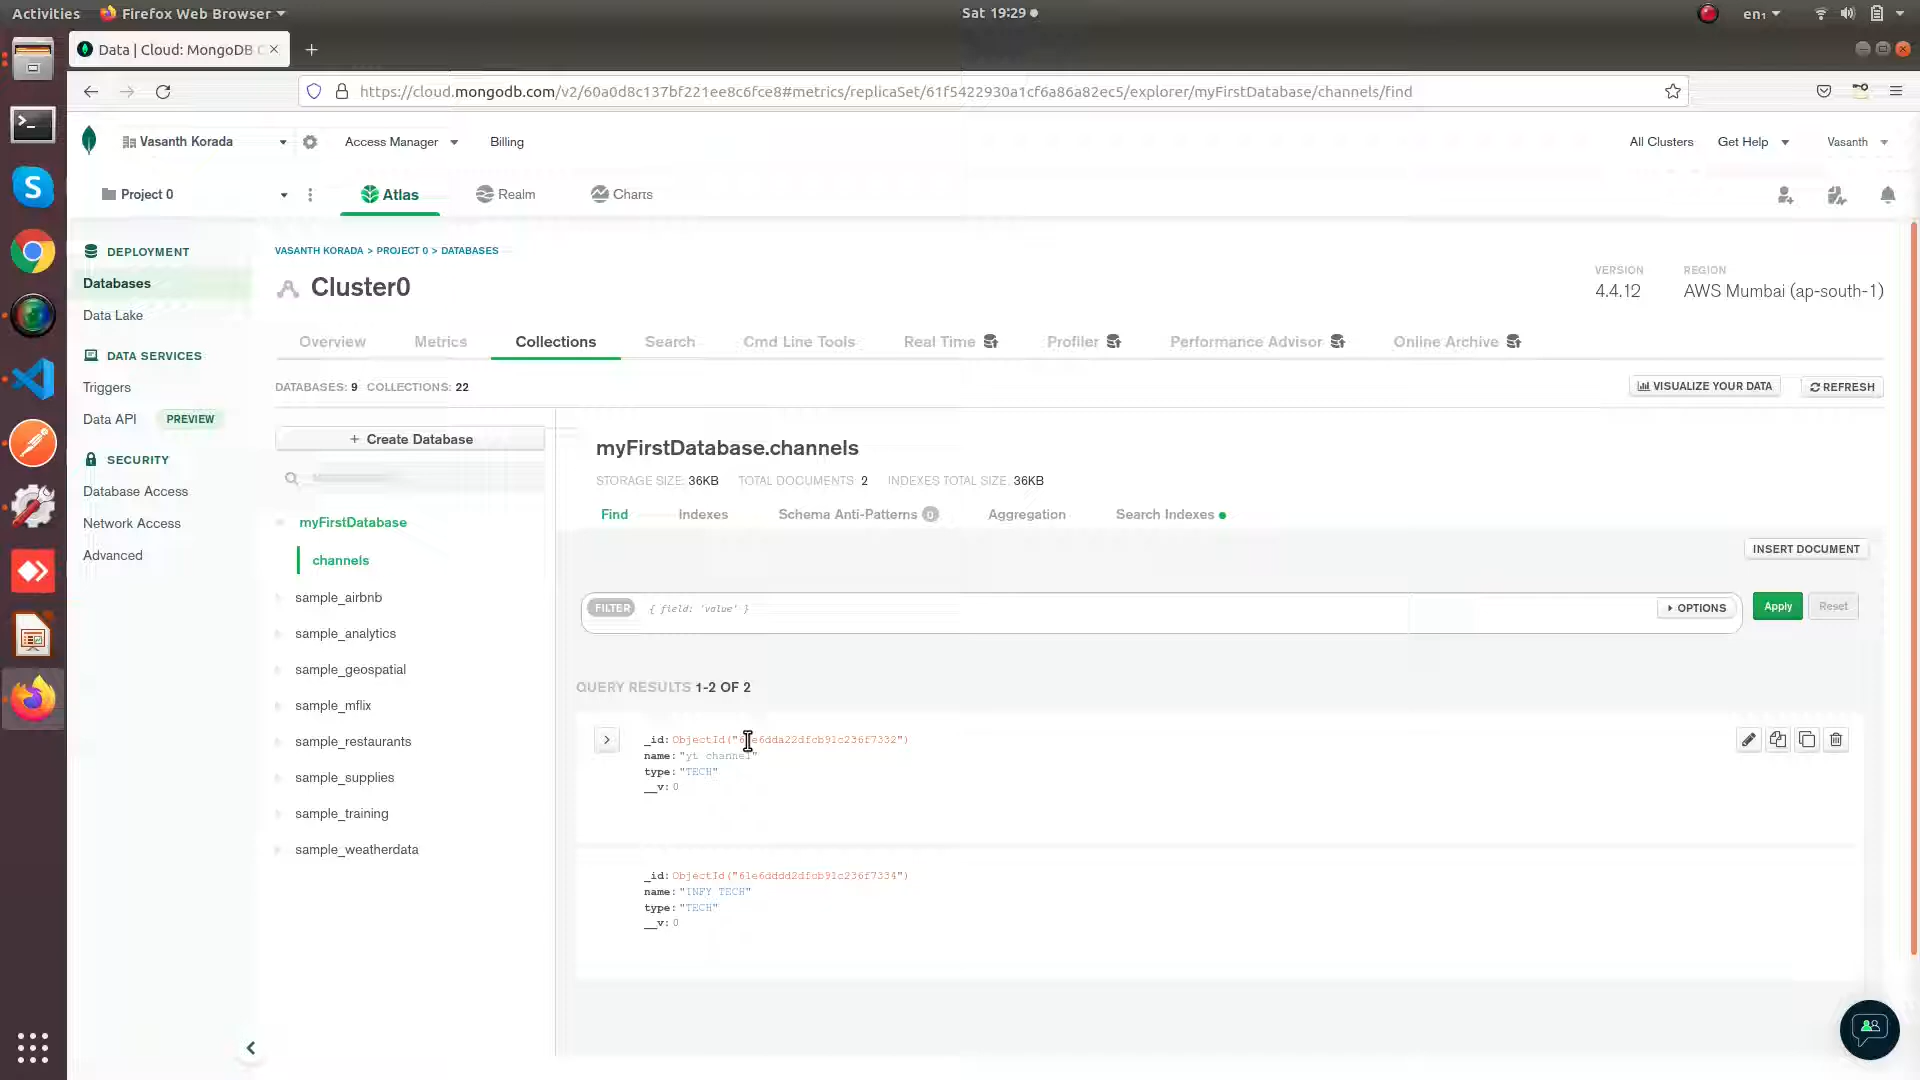 Activities Firefox Web Browser Sat 19:29 en₁
Data | Cloud: MongoDB C
https://cloud.mongodb.com/v2/60a0d8c137bf221ee8c6fce8#metrics/replicaSet/61f5422930a1cf6a86a82ec5/explorer/myFirstDatabase/channels/find
Vasanth Korada Access Manager Billing All Clusters Get Help Vasanth
Project 0 Atlas Realm Charts
DEPLOYMENT
Databases
Data Lake
DATA SERVICES
Triggers
Data API PREVIEW
SECURITY
Database Access
Network Access
Advanced
VASANTH KORADA > PROJECT 0 > DATABASES
Cluster0
VERSION REGION
4.4.12 AWS Mumbai (ap-south-1)
Overview Metrics Collections Search Cmd Line Tools Real Time Profiler Performance Advisor Online Archive
DATABASES: 9 COLLECTIONS: 22 VISUALIZE YOUR DATA REFRESH
+ Create Database
myFirstDatabase
channels
sample_airbnb
sample_analytics
sample_geospatial
sample_mflix
sample_restaurants
sample_supplies
sample_training
sample_weatherdata
myFirstDatabase.channels
STORAGE SIZE: 36KB TOTAL DOCUMENTS: 2 INDEXES TOTAL SIZE: 36KB
Find Indexes Schema Anti-Patterns 0 Aggregation Search Indexes
INSERT DOCUMENT
FILTER { field: 'value' } OPTIONS Apply Reset
QUERY RESULTS 1-2 OF 2
_id: ObjectId("61e6dda22dfcb91c236f7332")
name: "yt channel"
type: "TECH"
__v: 0
_id: ObjectId("61e6dddd2dfcb91c236f7334")
name: "INFY TECH"
type: "TECH"
__v: 0